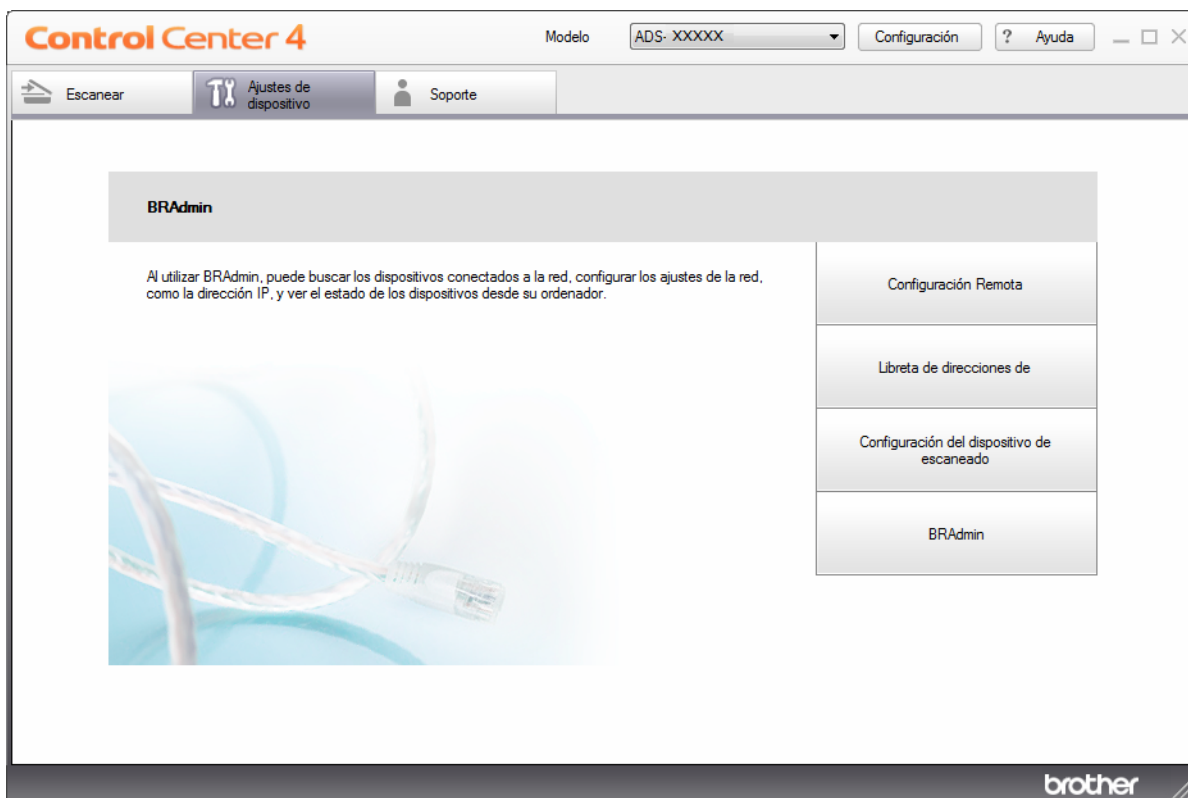 Control Center 4
Modelo
ADS- XXXXX
Configuración
? Ayuda
Escanear
Ajustes de
dispositivo
Soporte
BRAdmin
Al utilizar BRAdmin, puede buscar los dispositivos conectados a la red, configurar los ajustes de la red,
como la dirección IP, y ver el estado de los dispositivos desde su ordenador.
Configuración Remota
Libreta de direcciones de
Configuración del dispositivo de
escaneado
BRAdmin
brother